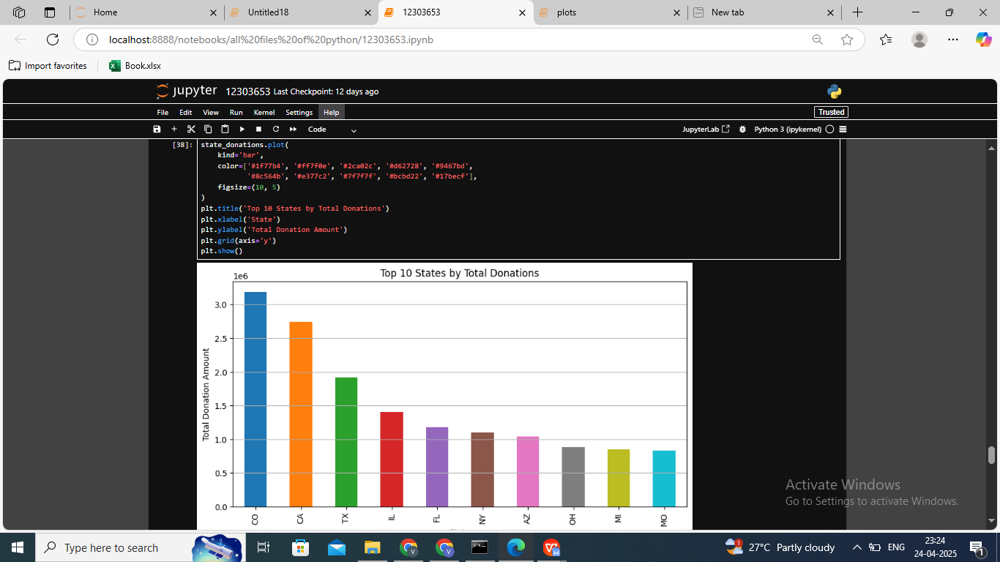 Home
Untitled18
12303653
plots
New tab
localhost:8888/notebooks/all%20files%20of%20python/12303653.ipynb
Import favorites
Book.xlsx
jupyter 12303653 Last Checkpoint: 12 days ago
File Edit View Run Kernel Settings Help
Trusted
Code
JupyterLab
Python 3 (ipykernel)
[38]: state_donations.plot(
kind='bar',
color=['#1f77b4', '#ff7f0e', '#2ca02c', '#d62728', '#9467bd',
'#8c564b', '#e377c2', '#7f7f7f', '#bcbd22', '#17becf'],
figsize=(10, 5)
)
plt.title('Top 10 States by Total Donations')
plt.xlabel('State')
plt.ylabel('Total Donation Amount')
plt.grid(axis='y')
plt.show()
Top 10 States by Total Donations
1e6
3.0
2.5
2.0
1.5
1.0
0.5
0.0
Total Donation Amount
CO CA TX IL FL NY AZ OH MI MO
Activate Windows
Go to Settings to activate Windows.
Type here to search
27°C Partly cloudy
ENG
23:24
24-04-2025